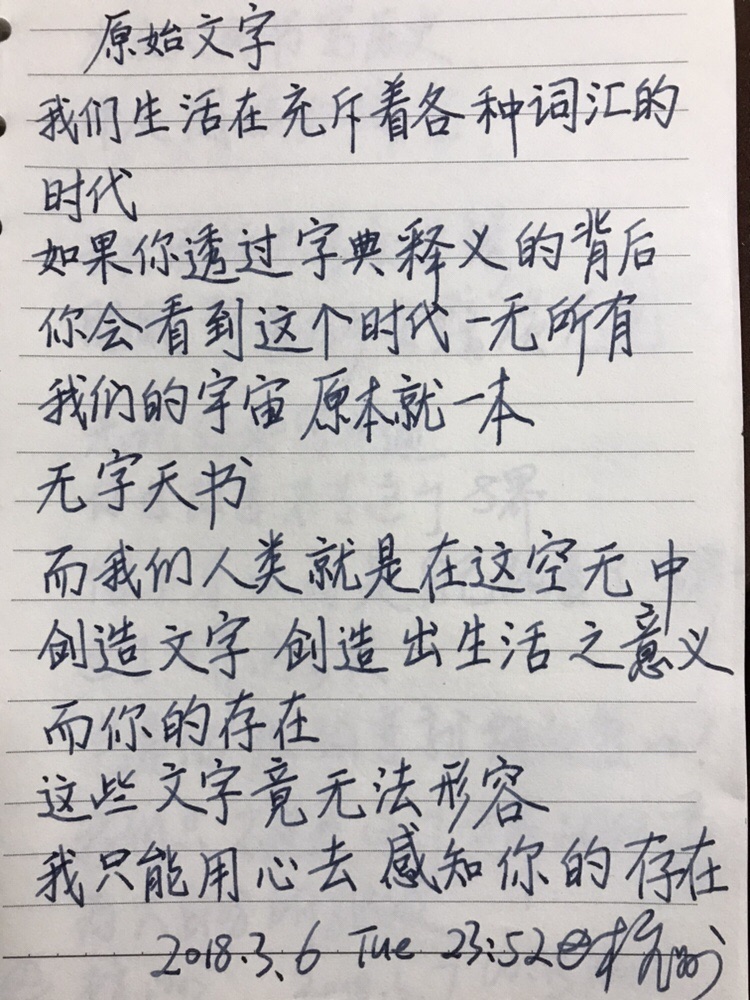 原始文字
我们生活在充斥着各种词汇的
时代
如果你透过字典释义的背后
你会看到这个时代一无所有
我们的宇宙原本就一本
无字天书
而我们人类就是在这空无中
创造文字 创造出生活之意义
而你的存在
这些文字竟无法形容
我只能用心去感知你的存在
2018.3.6 Tue 23:52@杭州